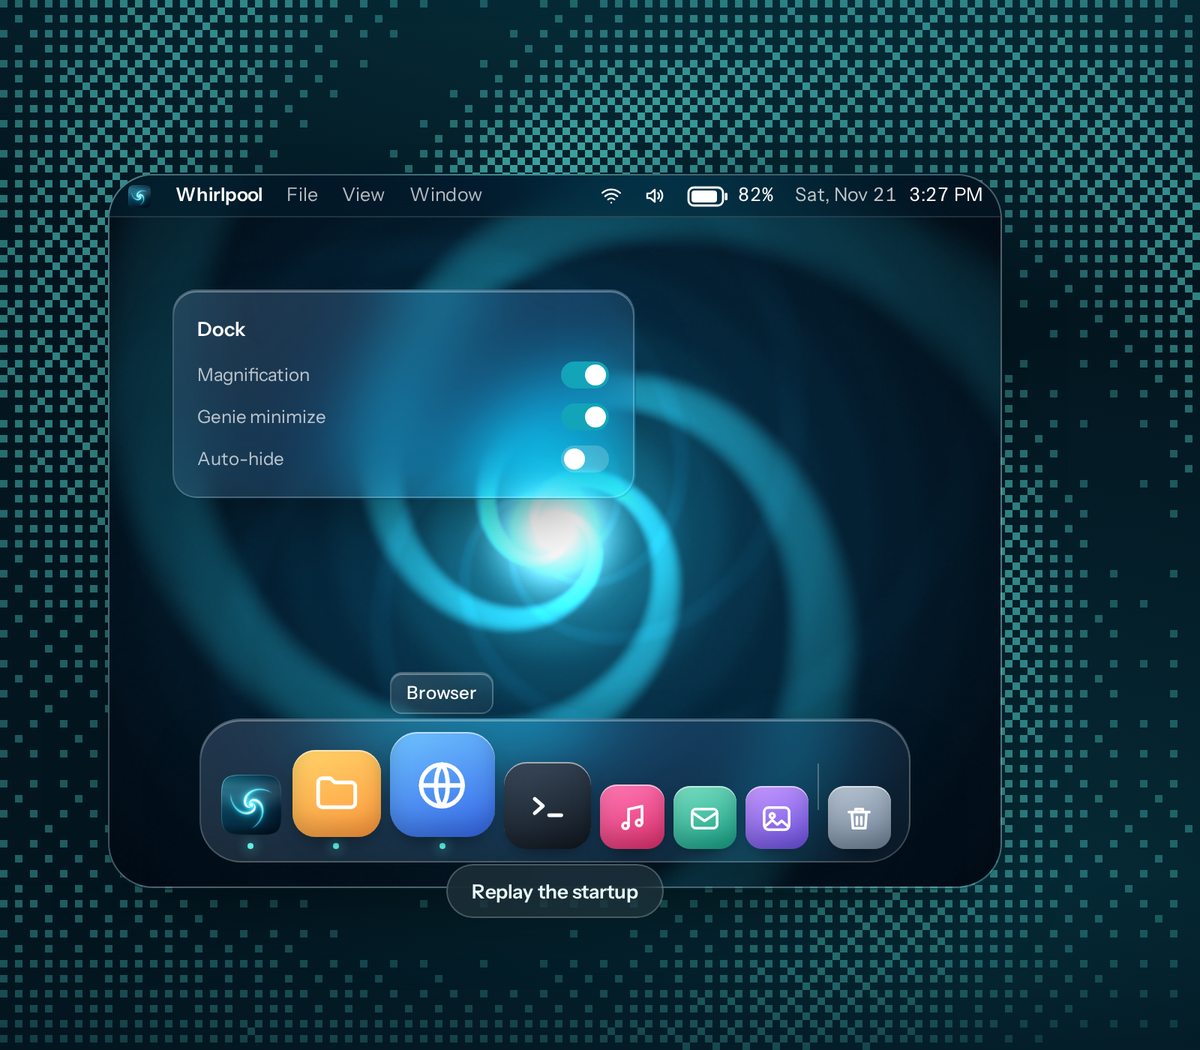 Whirlpool File View Window 82% Sat, Nov 21 3:27 PM
Dock
Magnification
Genie minimize
Auto-hide
Browser
Replay the startup